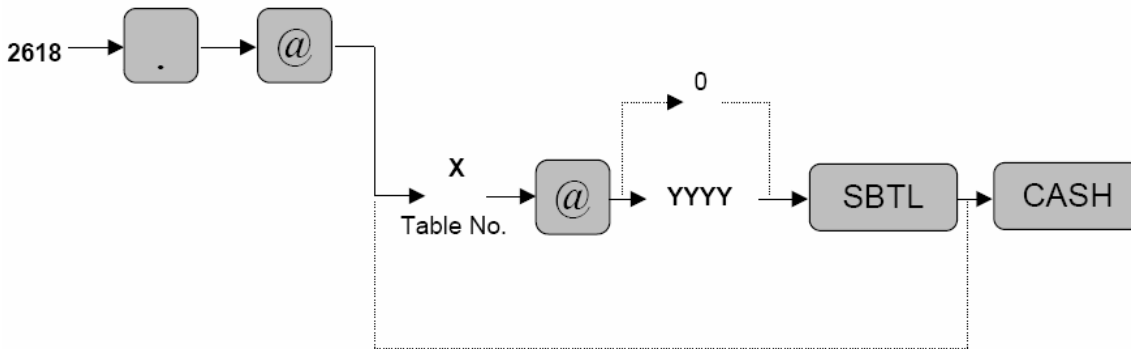 2618
.
@
0
X
Table No.
@
YYYY
SBTL
CASH